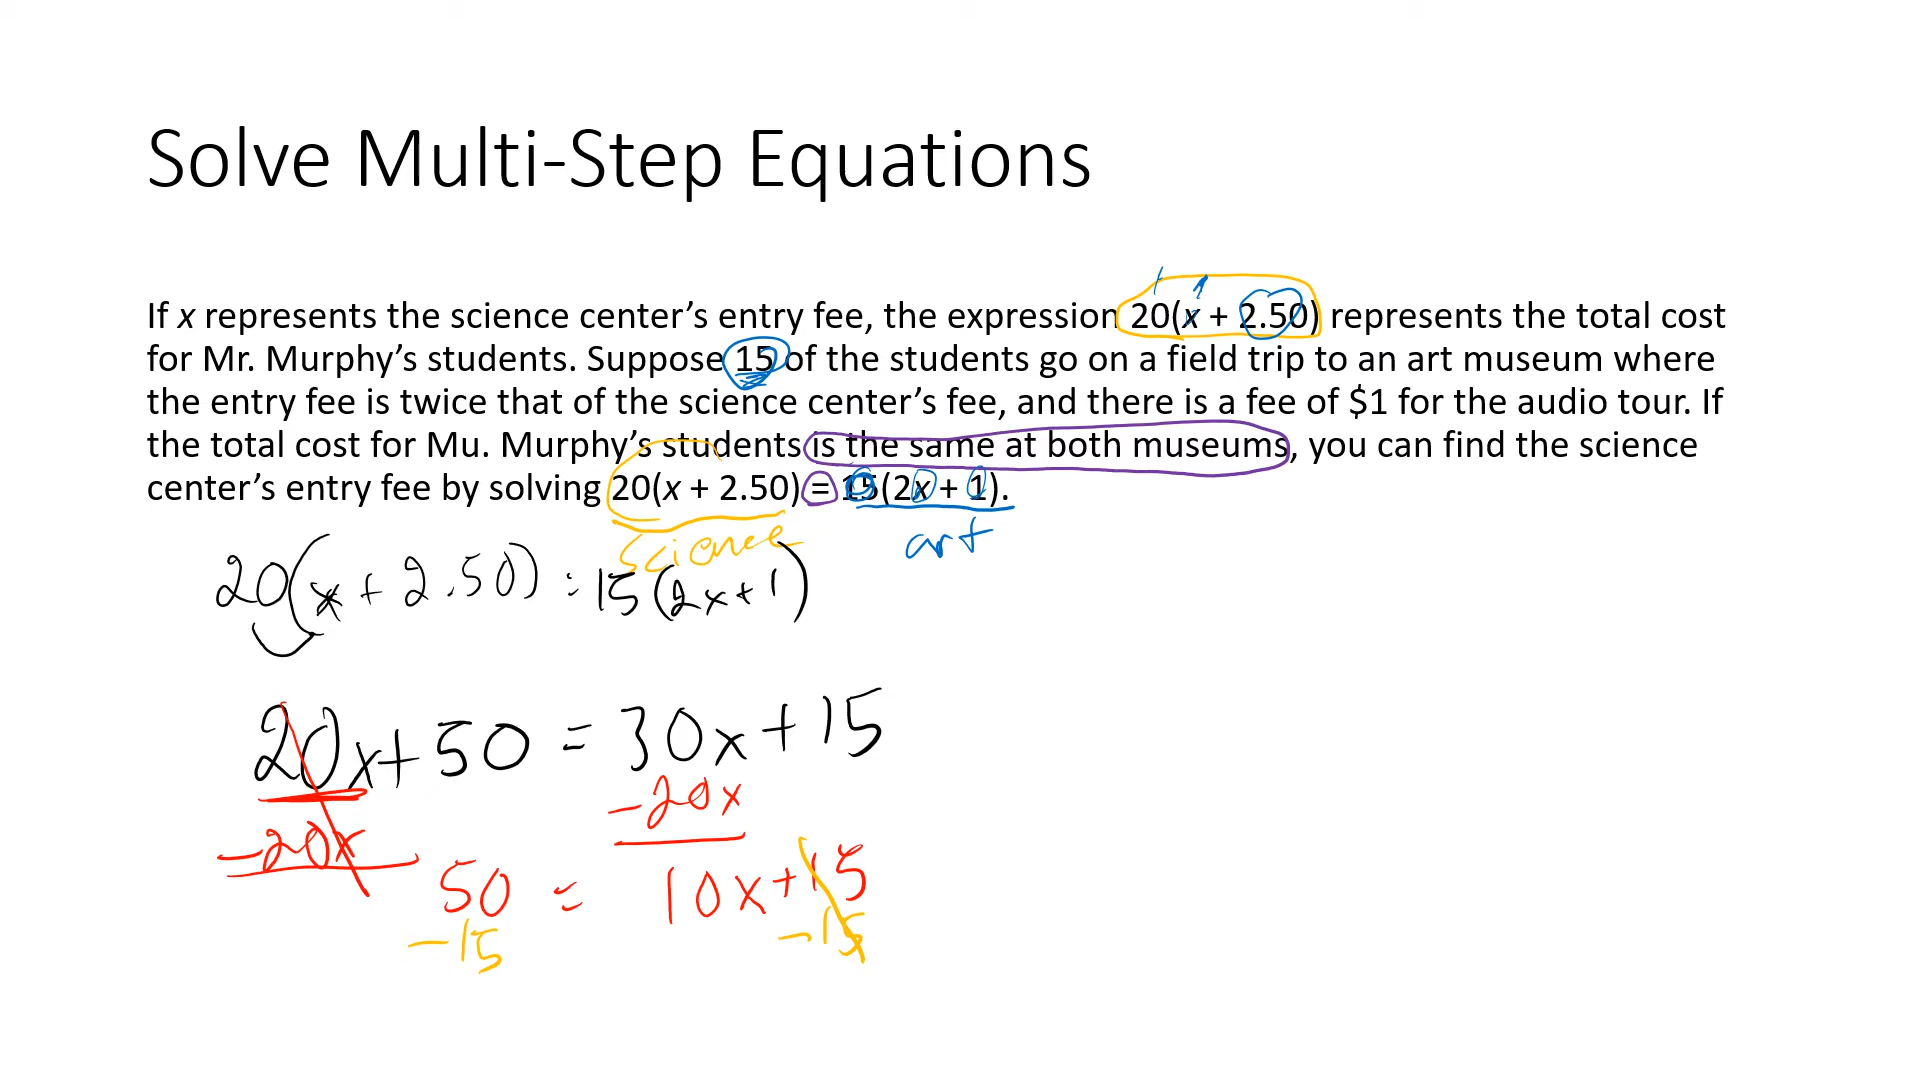 Solve Multi-Step Equations
If x represents the science center’s entry fee, the expression 20(x + 2.50) represents the total cost
for Mr. Murphy’s students. Suppose 15 of the students go on a field trip to an art museum where
the entry fee is twice that of the science center’s fee, and there is a fee of $1 for the audio tour. If
the total cost for Mu. Murphy’s students is the same at both museums, you can find the science
center’s entry fee by solving 20(x + 2.50) = 15(2x + 1).
science art
20(x + 2.50) = 15(2x + 1)
20x + 50 = 30x + 15
-20x -20x
50 = 10x + 15
-15 -15